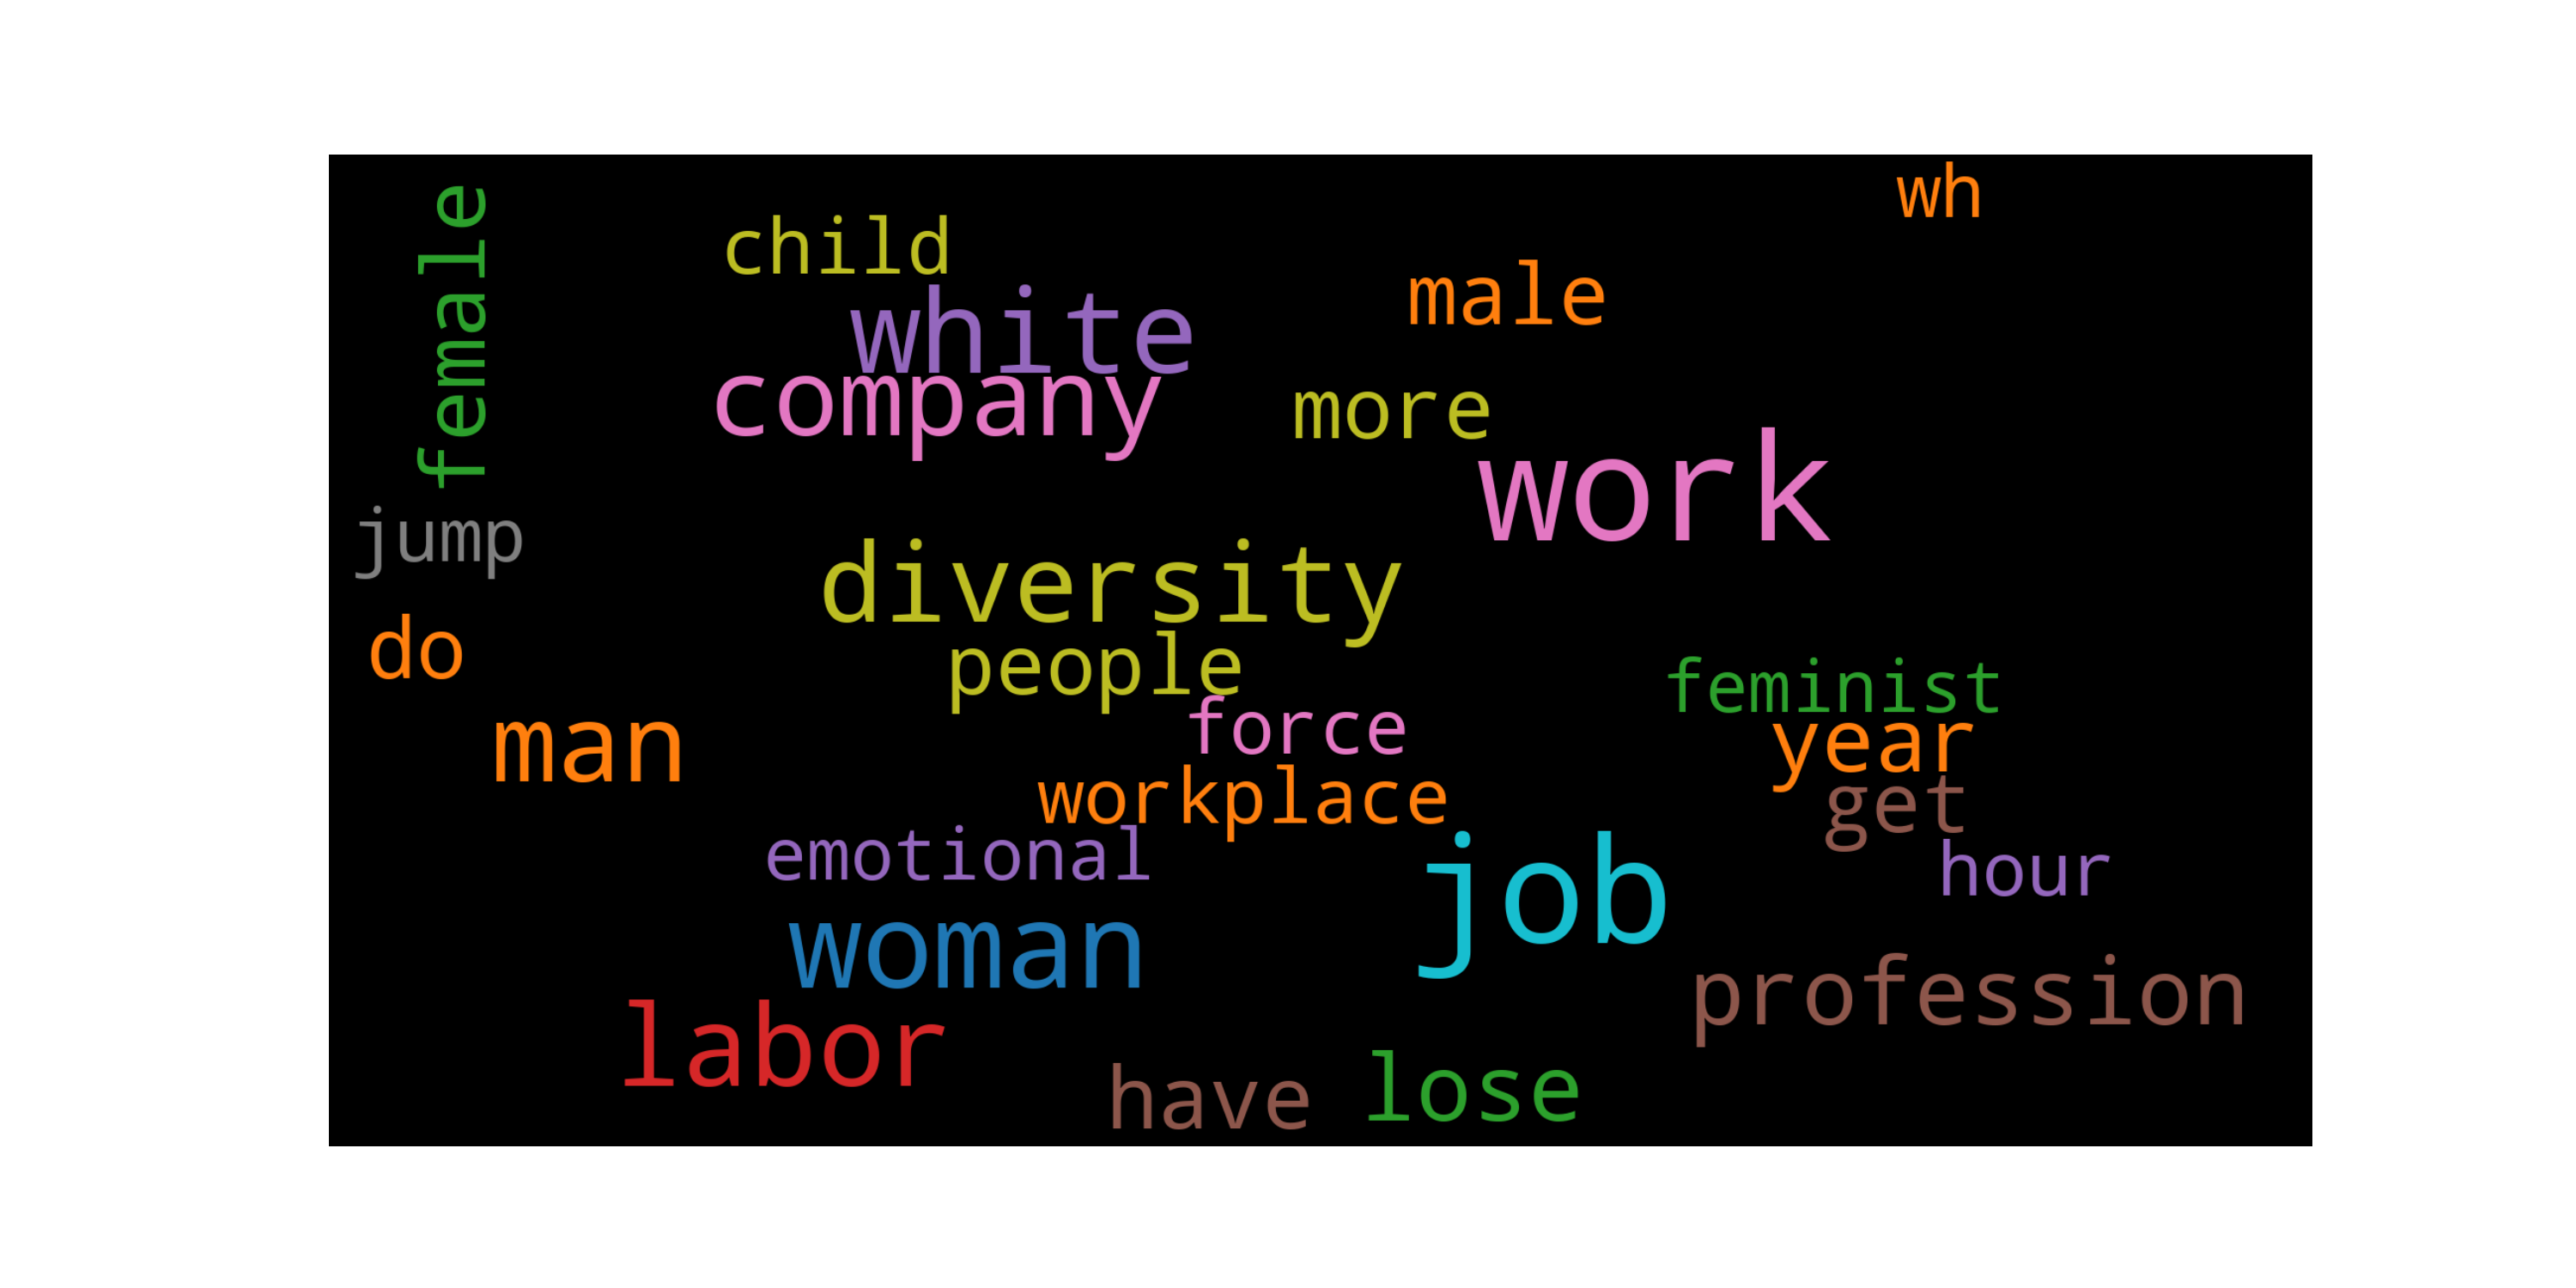 wh
female
child
male
white
company
more
work
jump
diversity
do
people
feminist
man
force
year
workplace
get
emotional
hour
job
woman
profession
labor
have
lose